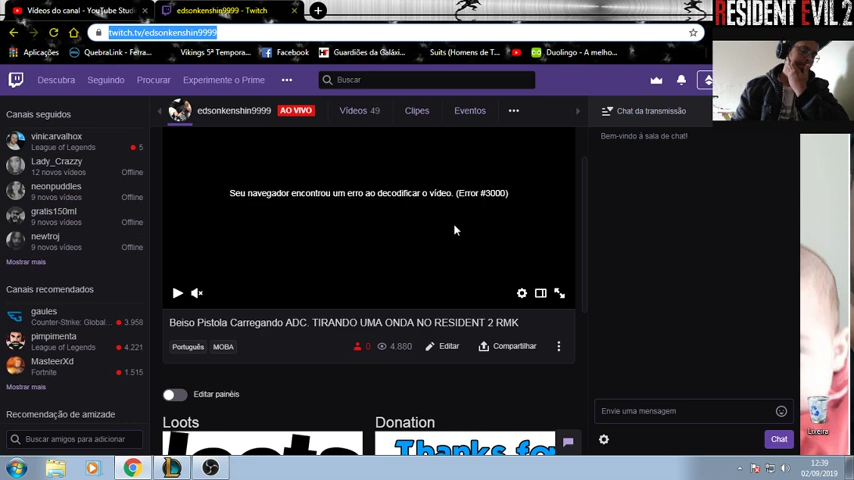 Vídeos do canal - YouTube Studi
edsonkenshin9999 - Twitch
RESIDENT EVIL 2
twitch.tv/edsonkenshin9999
Aplicações
QuebraLink - Ferra...
Vikings 5ª Tempora...
Facebook
Guardiões da Galáxi...
Suits (Homens de T...
Duolingo - A melho...
Descubra
Seguindo
Procurar
Experimente o Prime
Buscar
Canais seguidos
edsonkenshin9999
AO VIVO
Vídeos 49
Clipes
Eventos
Chat da transmissão
Bem-vindo à sala de chat!
vinicarvalhox
League of Legends
5
Lady_Crazzy
12 novos vídeos
Offline
neonpuddles
9 novos vídeos
Offline
gratis150ml
9 novos vídeos
Offline
newtroj
9 novos vídeos
Offline
Mostrar mais
Seu navegador encontrou um erro ao decodificar o vídeo. (Error #3000)
Canais recomendados
gaules
Counter-Strike: Global...
3.958
pimpimenta
League of Legends
4.221
MasteerXd
Fortnite
1.515
Mostrar mais
Beiso Pistola Carregando ADC. TIRANDO UMA ONDA NO RESIDENT 2 RMK
Português
MOBA
0
4.880
Editar
Compartilhar
Editar painéis
Recomendação de amizade
Buscar amigos para adicionar
Loots
Donation
loots
Thanks for
Envie uma mensagem
Chat
Lixeira
12:39
02/09/2019